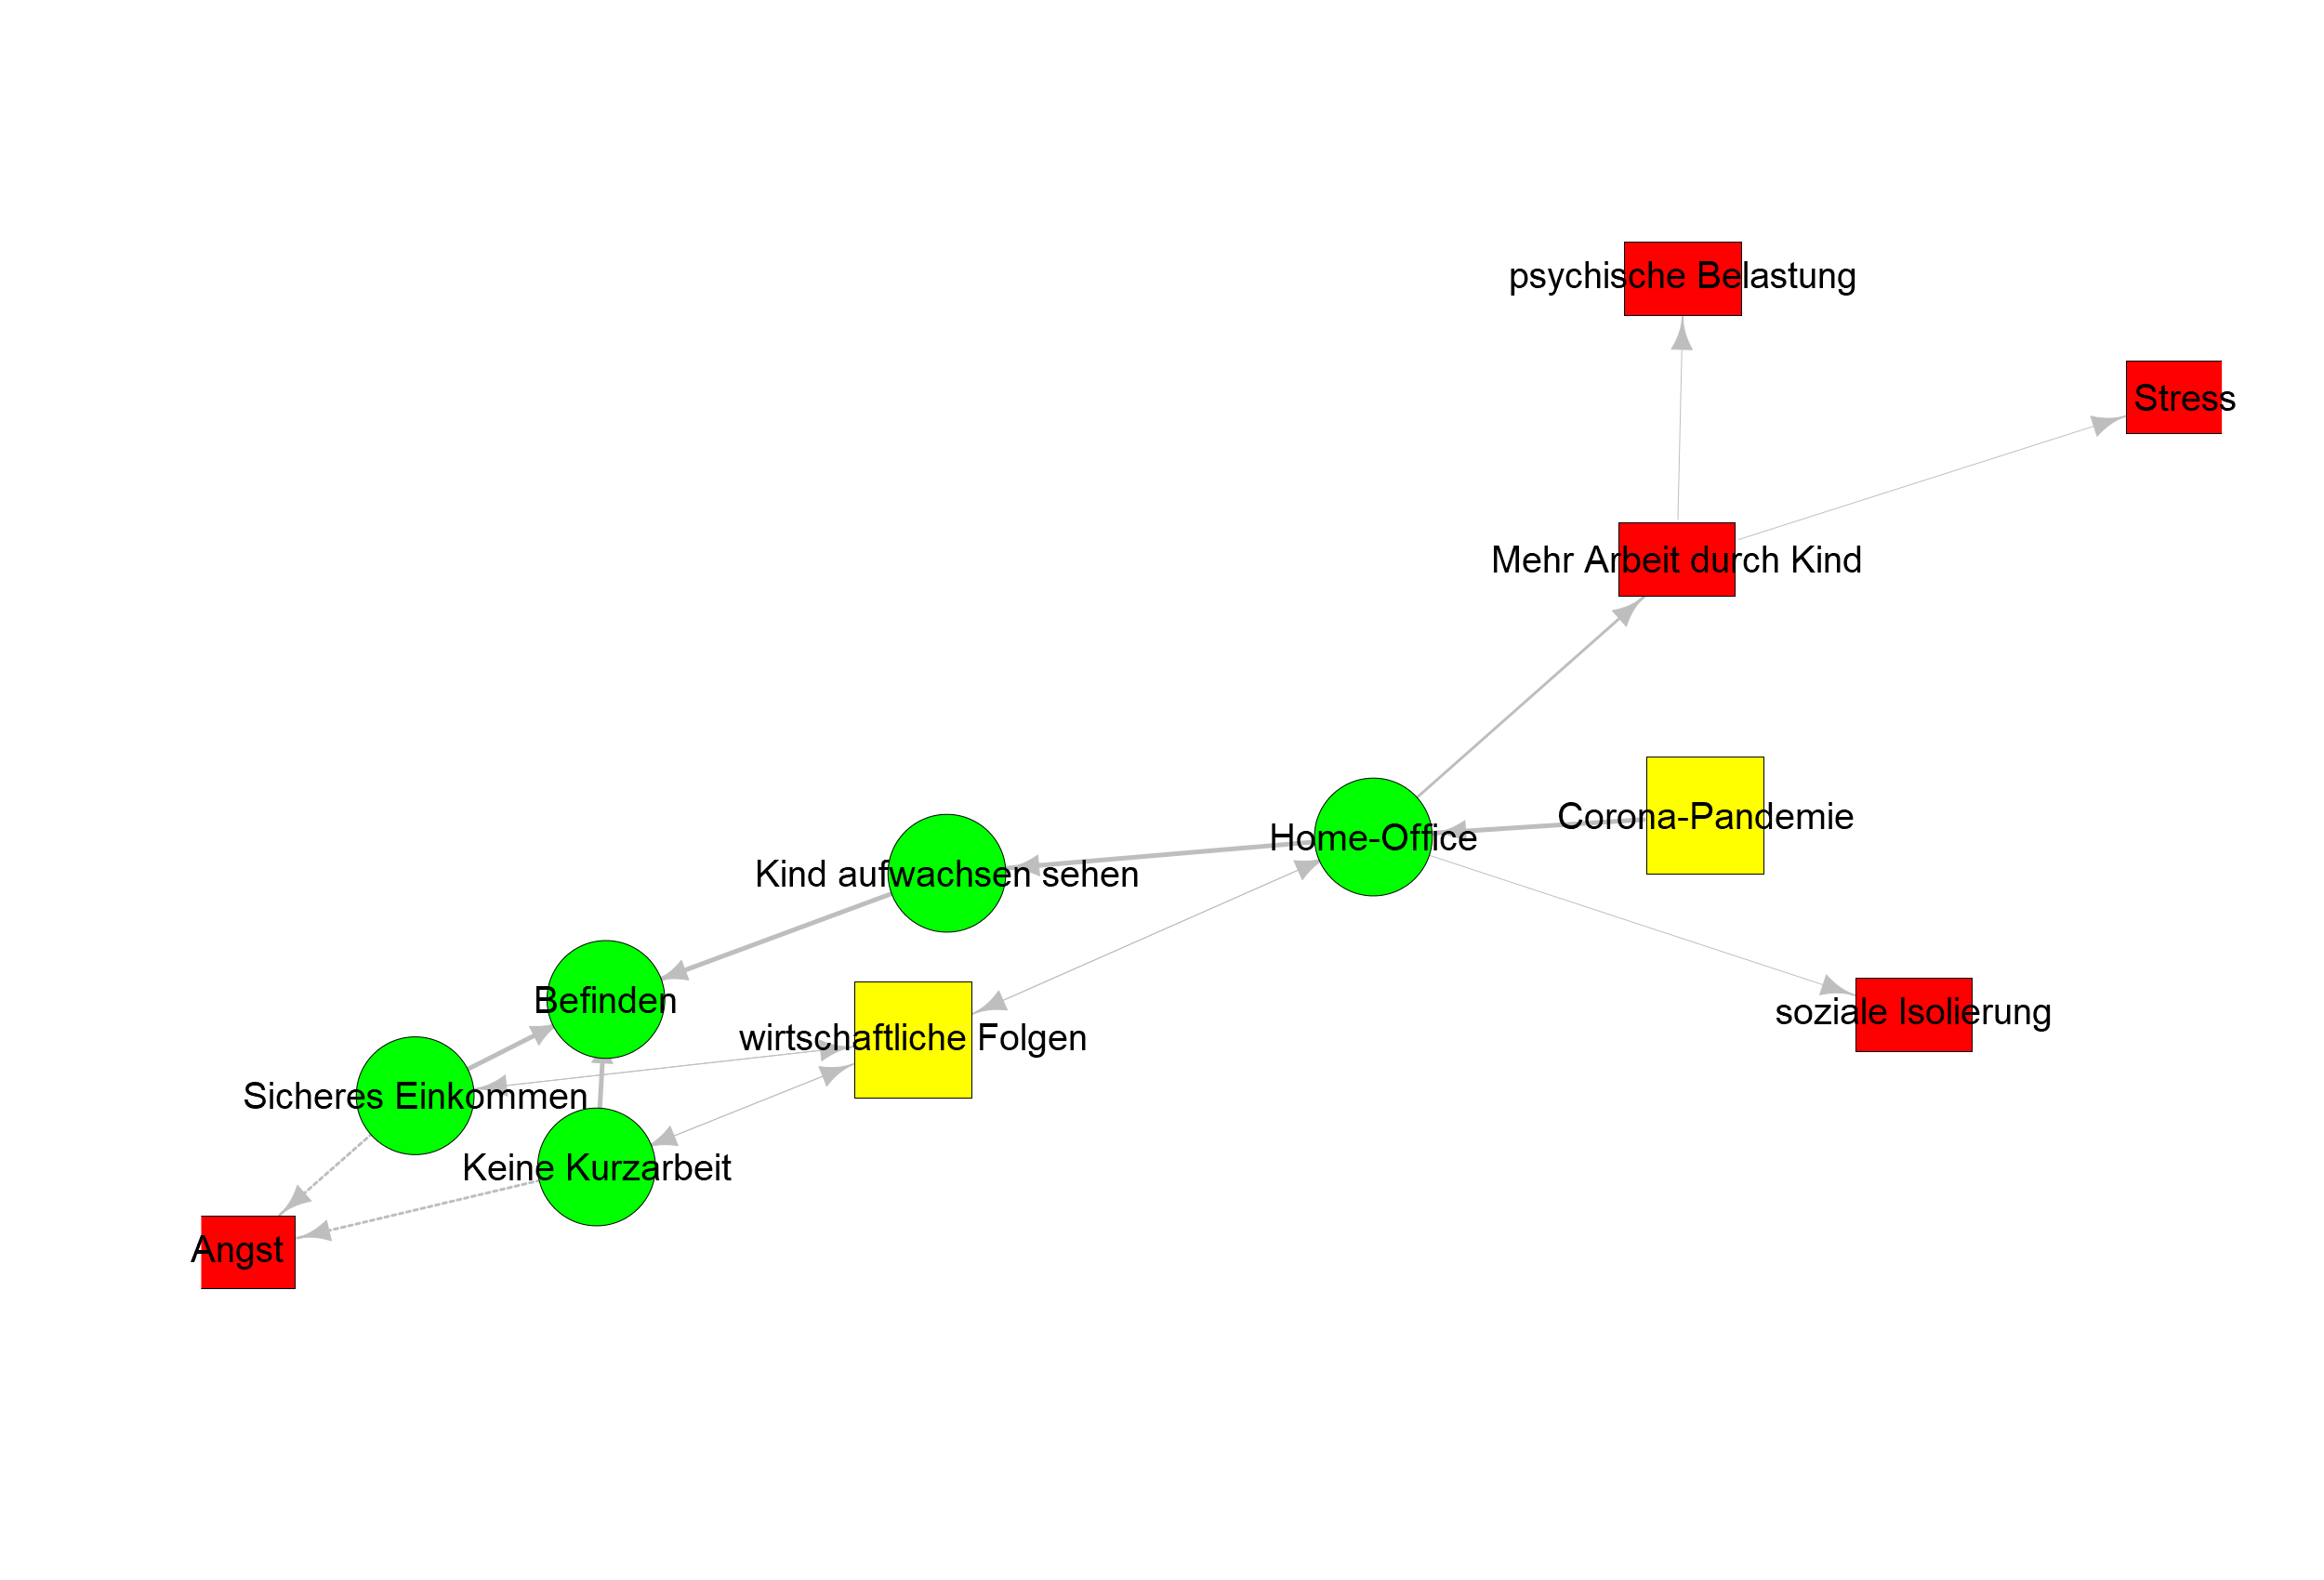 psychische Belastung
Stress
Mehr Arbeit durch Kind
Corona-Pandemie
Home-Office
Kind aufwachsen sehen
Befinden
soziale Isolierung
wirtschaftliche Folgen
Sicheres Einkommen
Keine Kurzarbeit
Angst